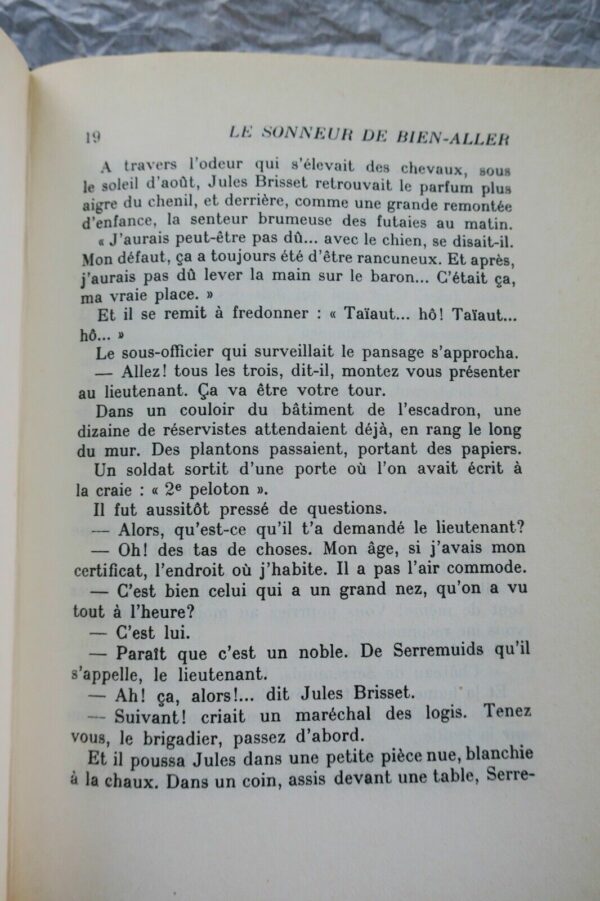 19 LE SONNEUR DE BIEN-ALLER
A travers l'odeur qui s'élevait des chevaux, sous
le soleil d'août, Jules Brisset retrouvait le parfum plus
aigre du chenil, et derrière, comme une grande remontée
d'enfance, la senteur brumeuse des futaies au matin.
« J'aurais peut-être pas dû... avec le chien, se disait-il.
Mon défaut, ça a toujours été d'être rancuneux. Et après,
j'aurais pas dû lever la main sur le baron... C'était ça,
ma vraie place. »
Et il se remit à fredonner : « Taïaut... hô! Taïaut...
hô... »
Le sous-officier qui surveillait le pansage s'approcha.
— Allez! tous les trois, dit-il, montez vous présenter
au lieutenant. Ça va être votre tour.
Dans un couloir du bâtiment de l'escadron, une
dizaine de réservistes attendaient déjà, en rang le long
du mur. Des plantons passaient, portant des papiers.
Un soldat sortit d'une porte où l'on avait écrit à
la craie : « 2e peloton ».
Il fut aussitôt pressé de questions.
— Alors, qu'est-ce qu'il t'a demandé le lieutenant?
— Oh! des tas de choses. Mon âge, si j'avais mon
certificat, l'endroit où j'habite. Il a pas l'air commode.
— C'est bien celui qui a un grand nez, qu'on a vu
tout à l'heure?
— C'est lui.
— Paraît que c'est un noble. De Serremuids qu'il
s'appelle, le lieutenant.
— Ah! ça, alors!... dit Jules Brisset.
— Suivant! criait un maréchal des logis. Tenez
vous, le brigadier, passez d'abord.
Et il poussa Jules dans une petite pièce nue, blanchie
à la chaux. Dans un coin, assis devant une table, Serre-